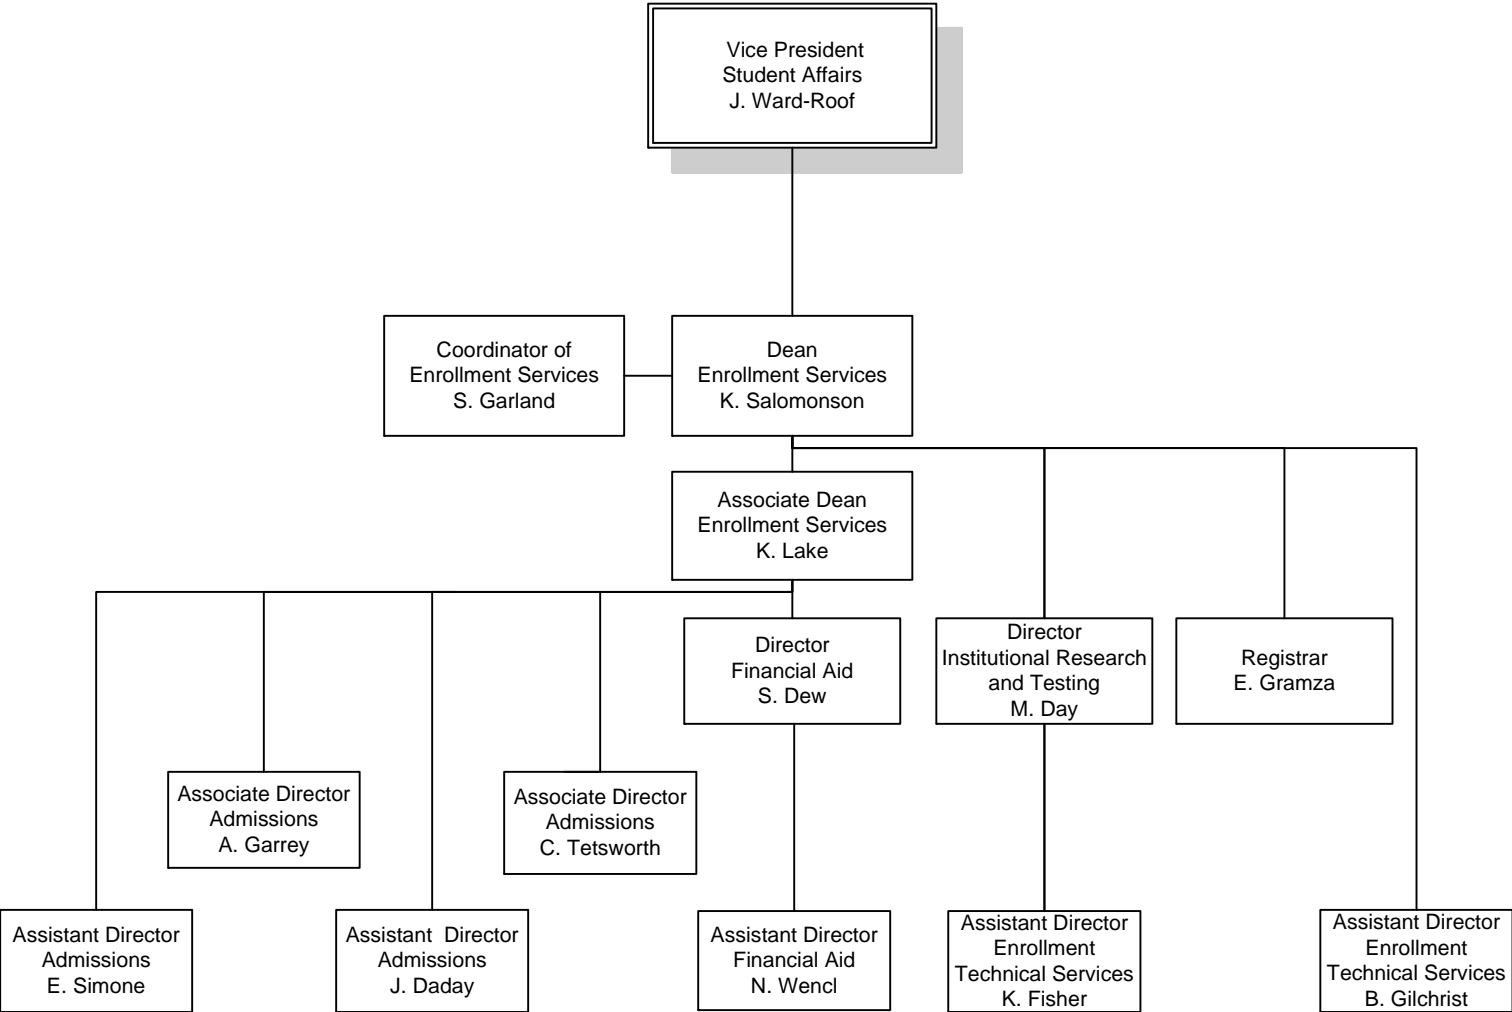 Vice President
Student Affairs
J. Ward-Roof
Coordinator of
Enrollment Services
S. Garland
Dean
Enrollment Services
K. Salomonson
Associate Dean
Enrollment Services
K. Lake
Director
Financial Aid
S. Dew
Director
Institutional Research
and Testing
M. Day
Registrar
E. Gramza
Associate Director
Admissions
A. Garrey
Associate Director
Admissions
C. Tetsworth
Assistant Director
Admissions
E. Simone
Assistant Director
Admissions
J. Daday
Assistant Director
Financial Aid
N. Wencl
Assistant Director
Enrollment
Technical Services
K. Fisher
Assistant Director
Enrollment
Technical Services
B. Gilchrist